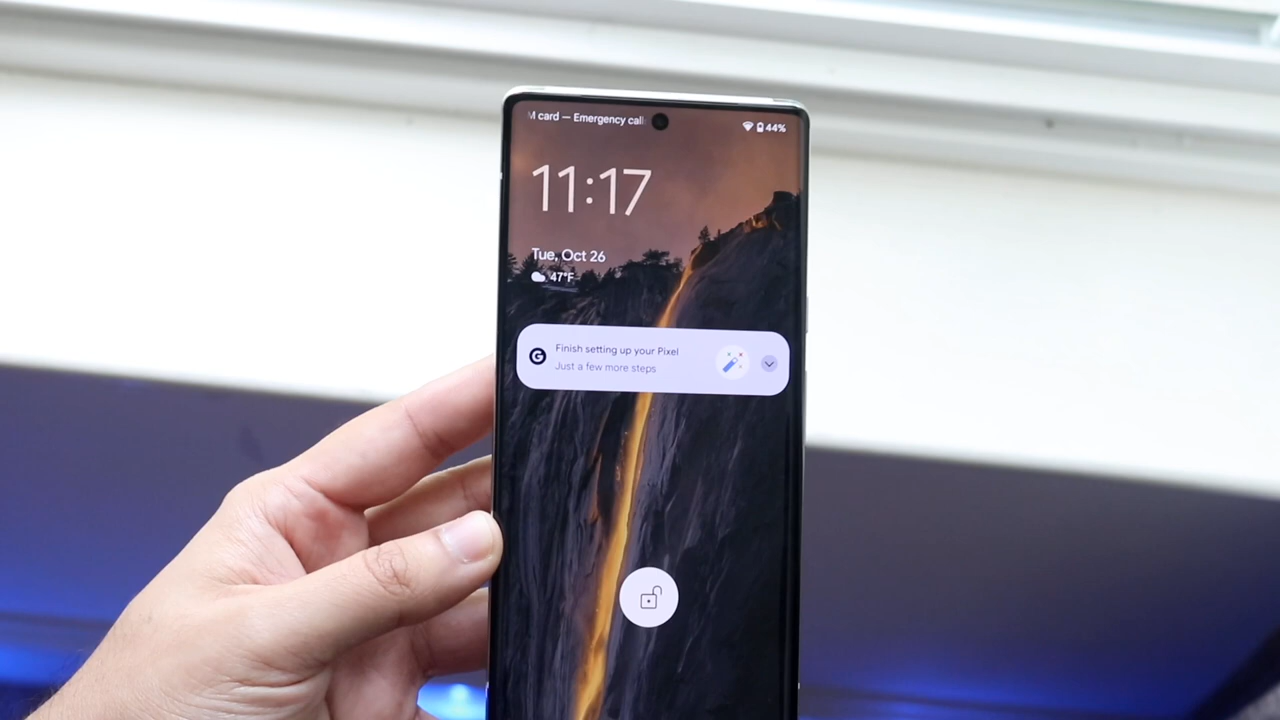 M card — Emergency call
44%
11:17
Tue, Oct 26
47°F
Finish setting up your Pixel
Just a few more steps